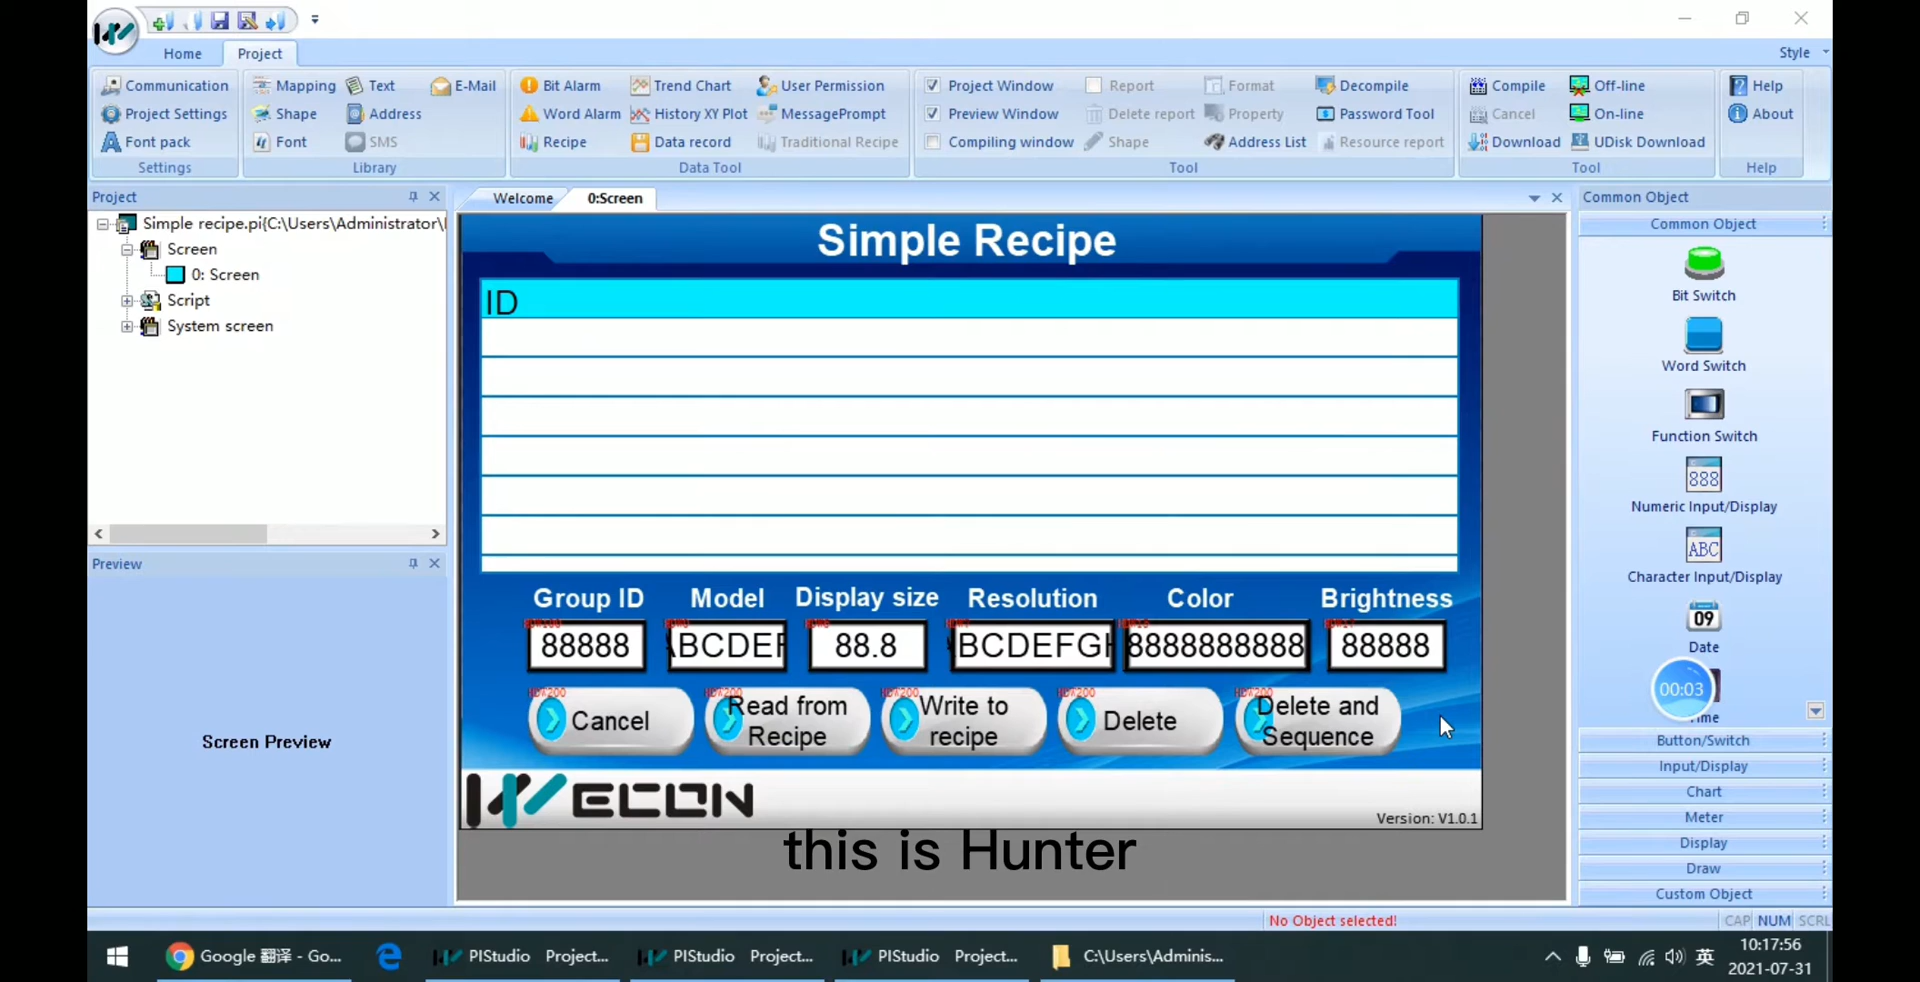 Home Project Style
Communication Mapping Text E-Mail Bit Alarm Trend Chart User Permission Project Window Report Format Decompile Compile Off-line Help
Project Settings Shape Address Word Alarm History XY Plot MessagePrompt Preview Window Delete report Property Password Tool Cancel On-line About
Font pack Font SMS Recipe Data record Traditional Recipe Compiling window Shape Address List Resource report Download UDisk Download
Settings Library Data Tool Tool Tool Help
Project
Simple recipe.pi{C:\Users\Administrator\
Screen
0: Screen
Script
System screen
Preview
Screen Preview
Welcome 0:Screen
Simple Recipe
ID
Group ID Model Display size Resolution Color Brightness
88888 BCDEF 88.8 BCDEFGH 8888888888 88888
HDW200 HDW200 HDW200 HDW200 HDW200
Cancel
Read from
Recipe
Write to
recipe
Delete
Delete and
Sequence
WECON
Version: V1.0.1
this is Hunter
Common Object
Common Object
Bit Switch
Word Switch
Function Switch
888
Numeric Input/Display
ABC
Character Input/Display
09
Date
00:03
Button/Switch
Input/Display
Chart
Meter
Display
Draw
Custom Object
No Object selected!
CAP NUM SCRL
Google 翻译 - Go... PIStudio Project... PIStudio Project... PIStudio Project... C:\Users\Adminis... 英
10:17:56
2021-07-31